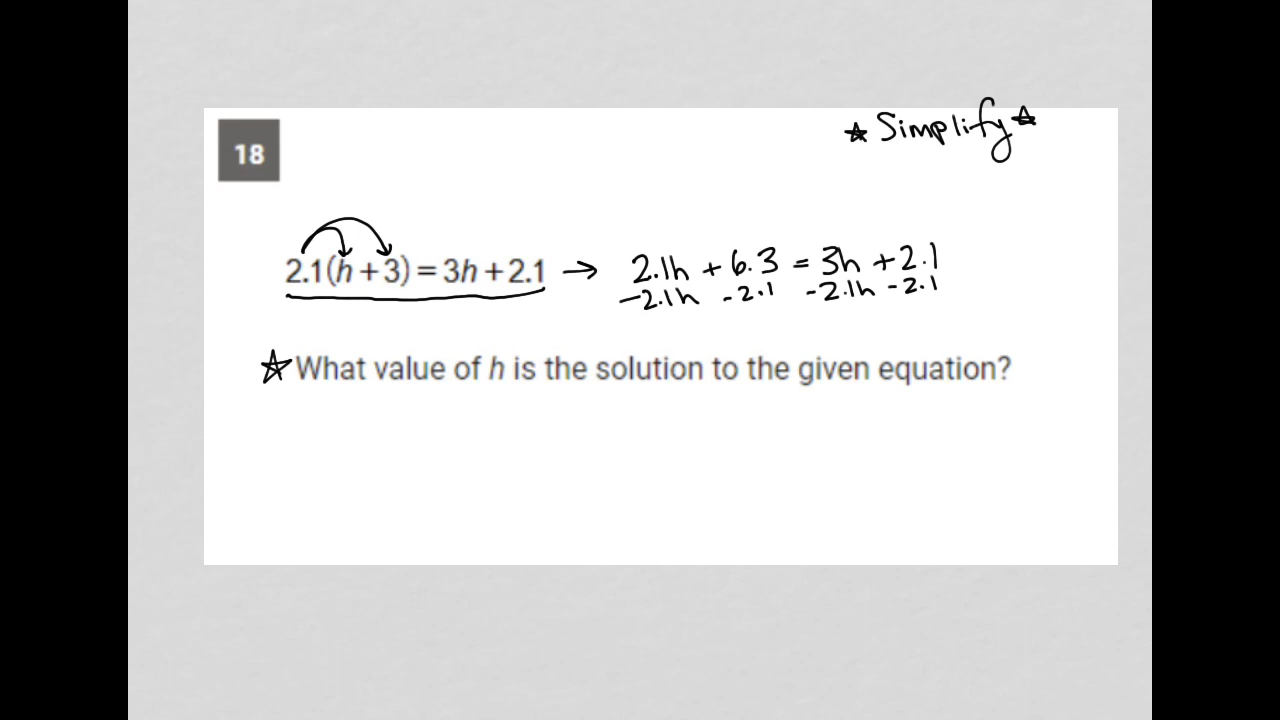 ★ Simplify ★
18
2.1(h + 3) = 3h + 2.1 → 2.1h + 6.3 = 3h + 2.1
-2.1h - 2.1 - 2.1h - 2.1
★ What value of h is the solution to the given equation?